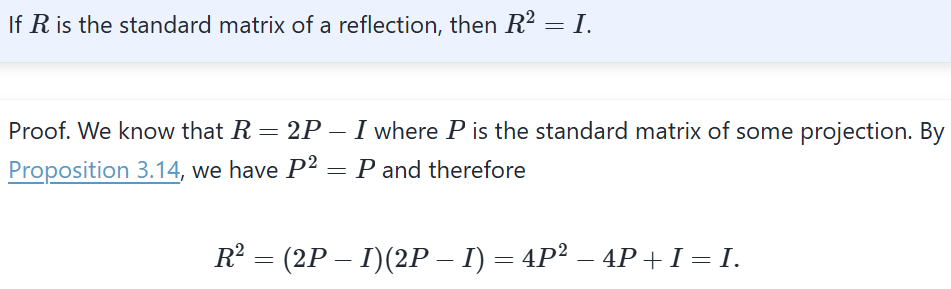 If R is the standard matrix of a reflection, then R² = I.
Proof. We know that R = 2P − I where P is the standard matrix of some projection. By
Proposition 3.14, we have P² = P and therefore
R² = (2P − I)(2P − I) = 4P² − 4P + I = I.